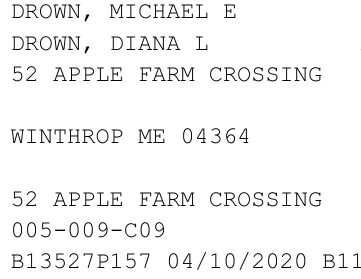 DROWN, MICHAEL E
DROWN, DIANA L
52 APPLE FARM CROSSING
WINTHROP ME 04364
52 APPLE FARM CROSSING
005-009-C09
B13527P157 04/10/2020 B11